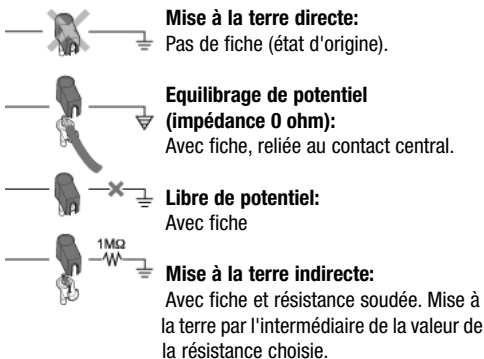 Mise à la terre directe:
Pas de fiche (état d'origine).
Equilibrage de potentiel
(impédance 0 ohm):
Avec fiche, reliée au contact central.
Libre de potentiel:
Avec fiche
1MΩ
Mise à la terre indirecte:
Avec fiche et résistance soudée. Mise à
la terre par l'intermédiaire de la valeur de
la résistance choisie.